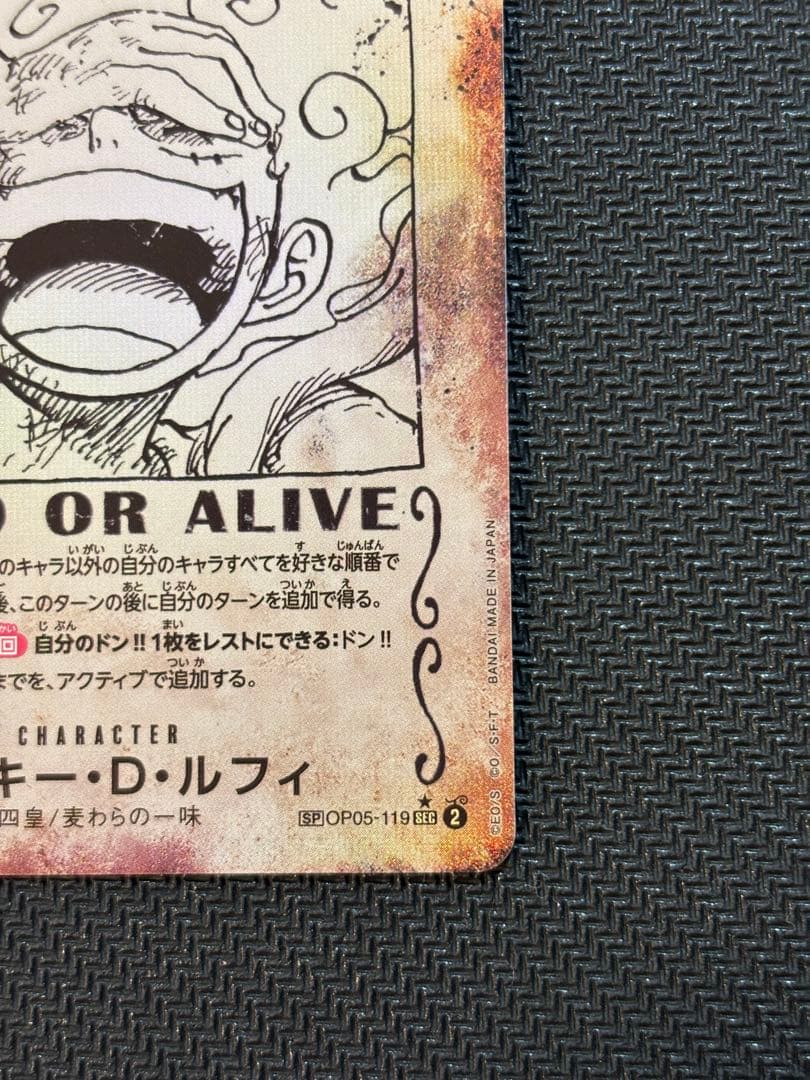 OR ALIVE
のキャラ以外の自分のキャラすべてを好きな順番で
後、このターンの後に自分のターンを追加で得る。
回 自分のドン!!1枚をレストにできる:ドン!!
までを、アクティブで追加する。
CHARACTER
キー・D・ルフィ
四皇/麦わらの一味
SP OP05-119 SEC ★ 2
©E.O/S ©O/ S・F・T BANDAI MADE IN JAPAN